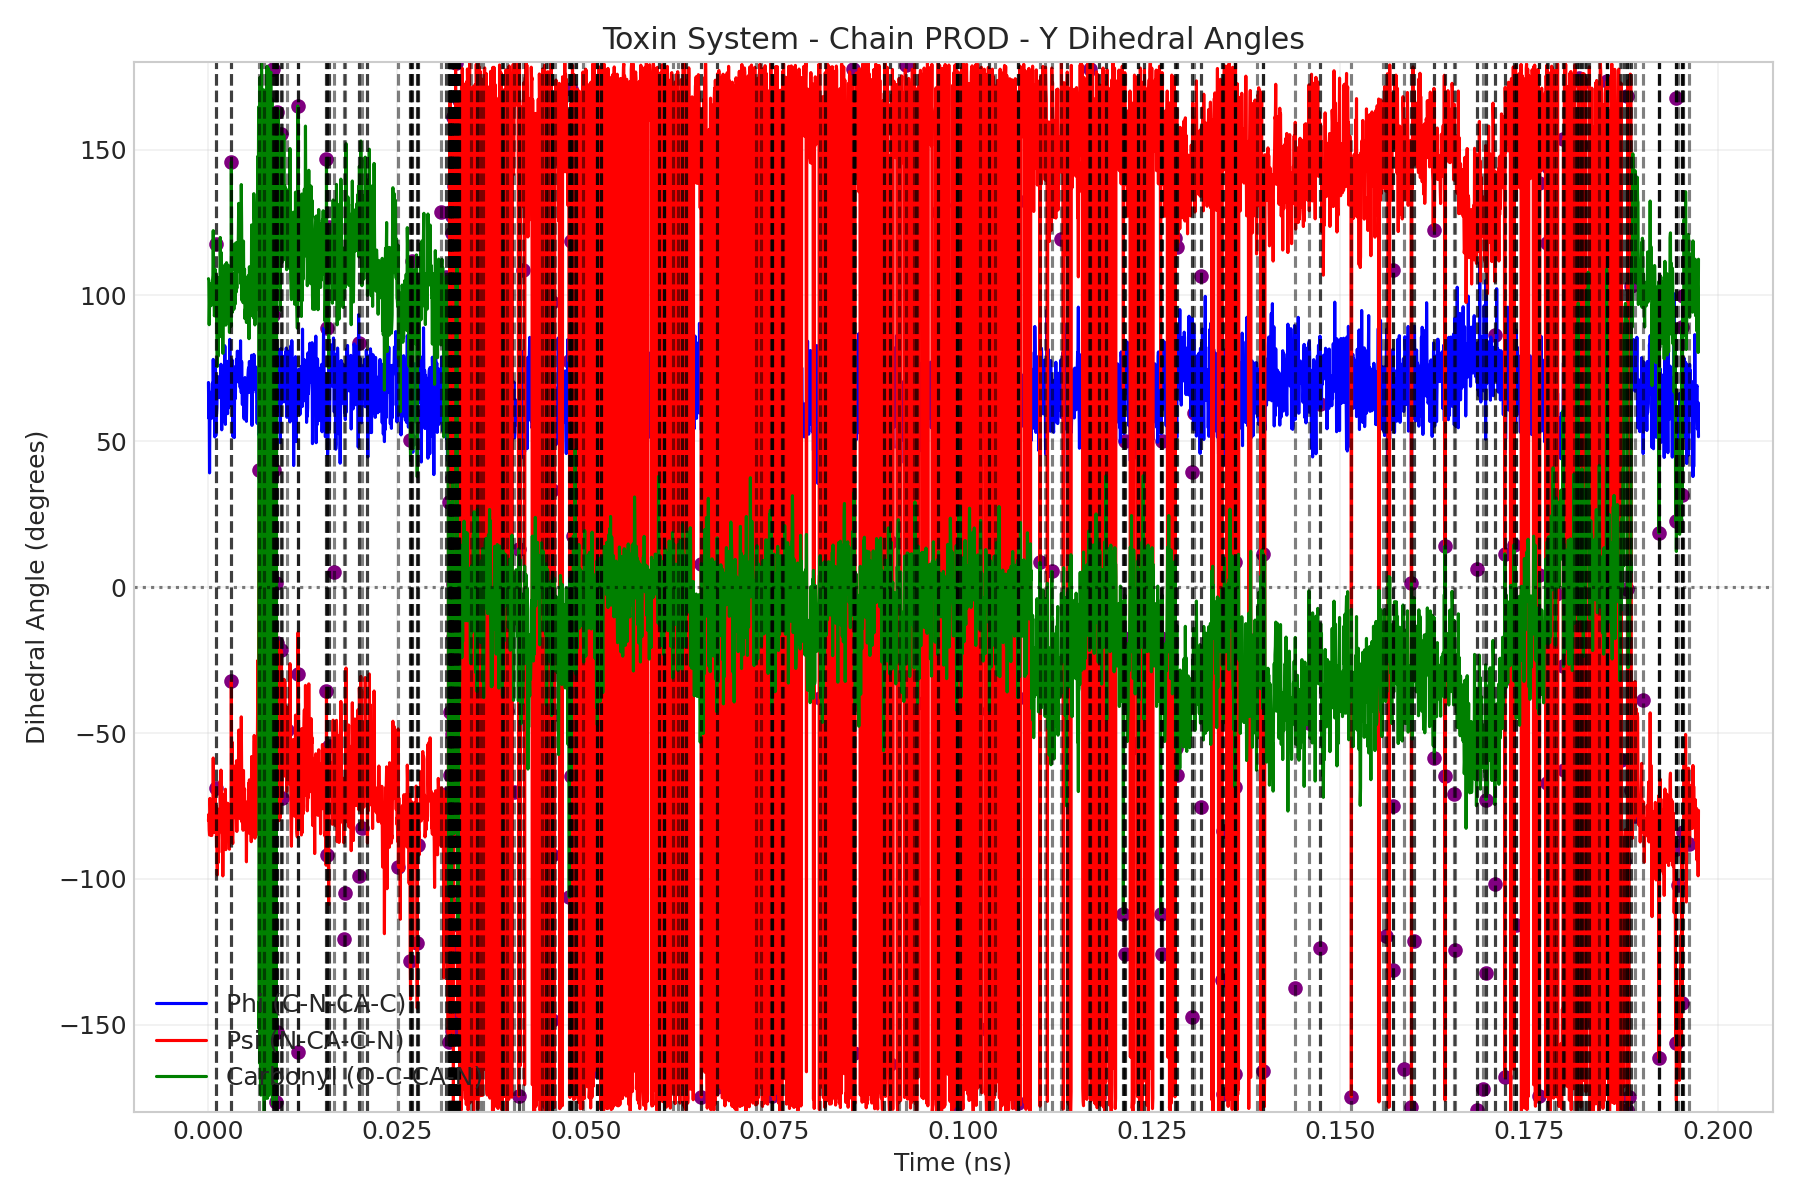 Toxin System - Chain PROD - Y Dihedral Angles
Dihedral Angle (degrees)
150
100
50
0
−50
−100
−150
Phi (C-N-CA-C)
Psi (N-CA-C-N)
Carbonyl (O-C-CA-N)
0.000 0.025 0.050 0.075 0.100 0.125 0.150 0.175 0.200
Time (ns)